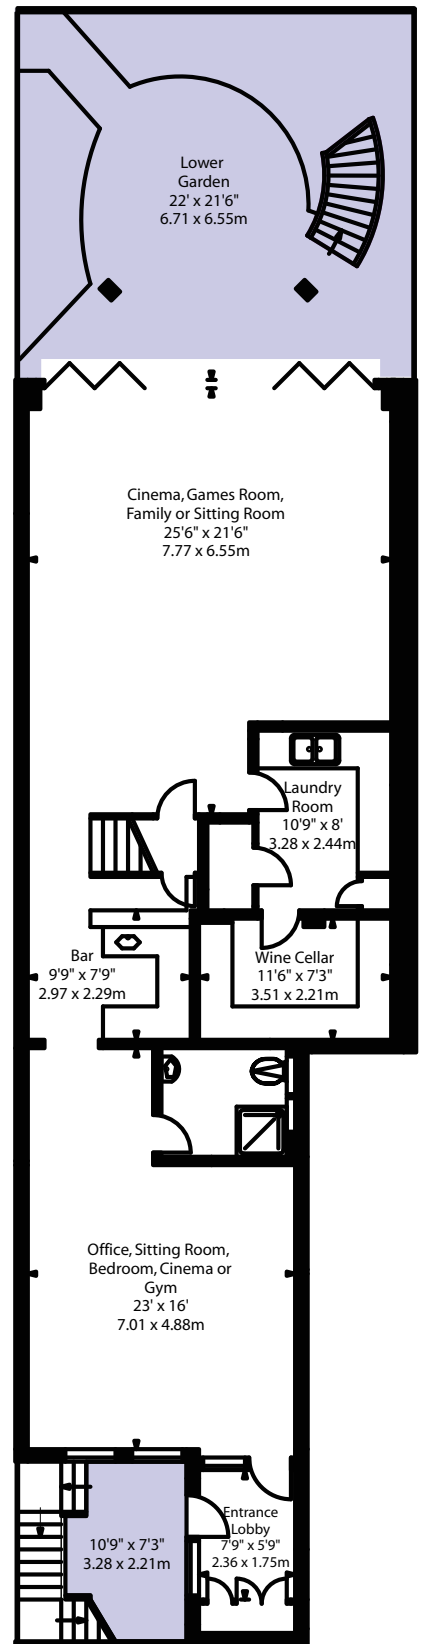 Lower
Garden
22' x 21'6"
6.71 x 6.55m
Cinema, Games Room,
Family or Sitting Room
25'6" x 21'6"
7.77 x 6.55m
Laundry
Room
10'9" x 8'
3.28 x 2.44m
Bar
9'9" x 7'9"
2.97 x 2.29m
Wine Cellar
11'6" x 7'3"
3.51 x 2.21m
Office, Sitting Room,
Bedroom, Cinema or
Gym
23' x 16'
7.01 x 4.88m
Entrance
Lobby
7'9" x 5'9"
2.36 x 1.75m
10'9" x 7'3"
3.28 x 2.21m